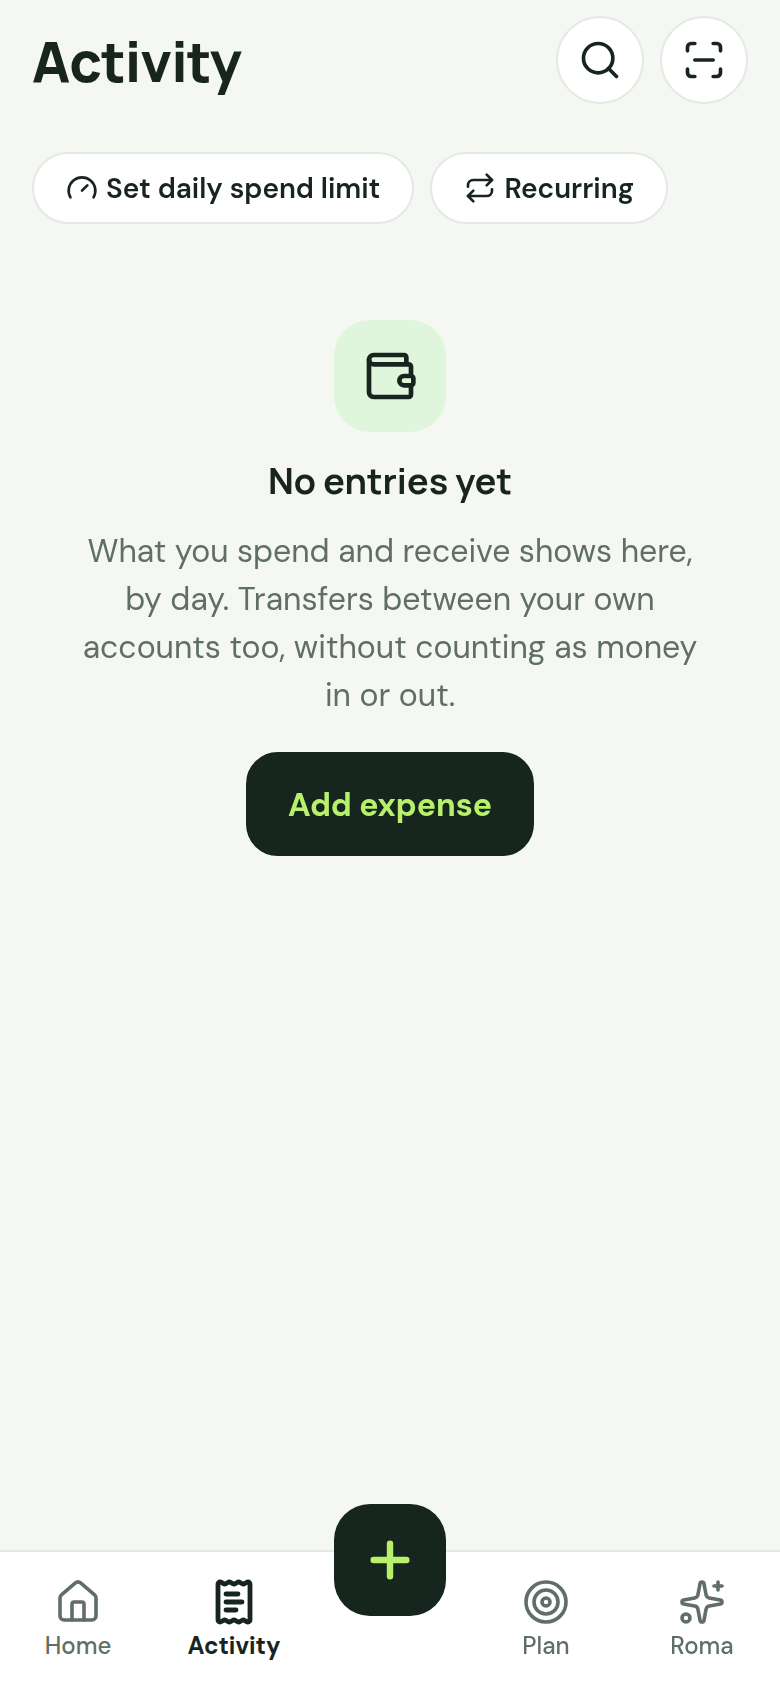 Activity
Set daily spend limit
Recurring
No entries yet
What you spend and receive shows here,
by day. Transfers between your own
accounts too, without counting as money
in or out.
Add expense
Home
Activity
Plan
Roma